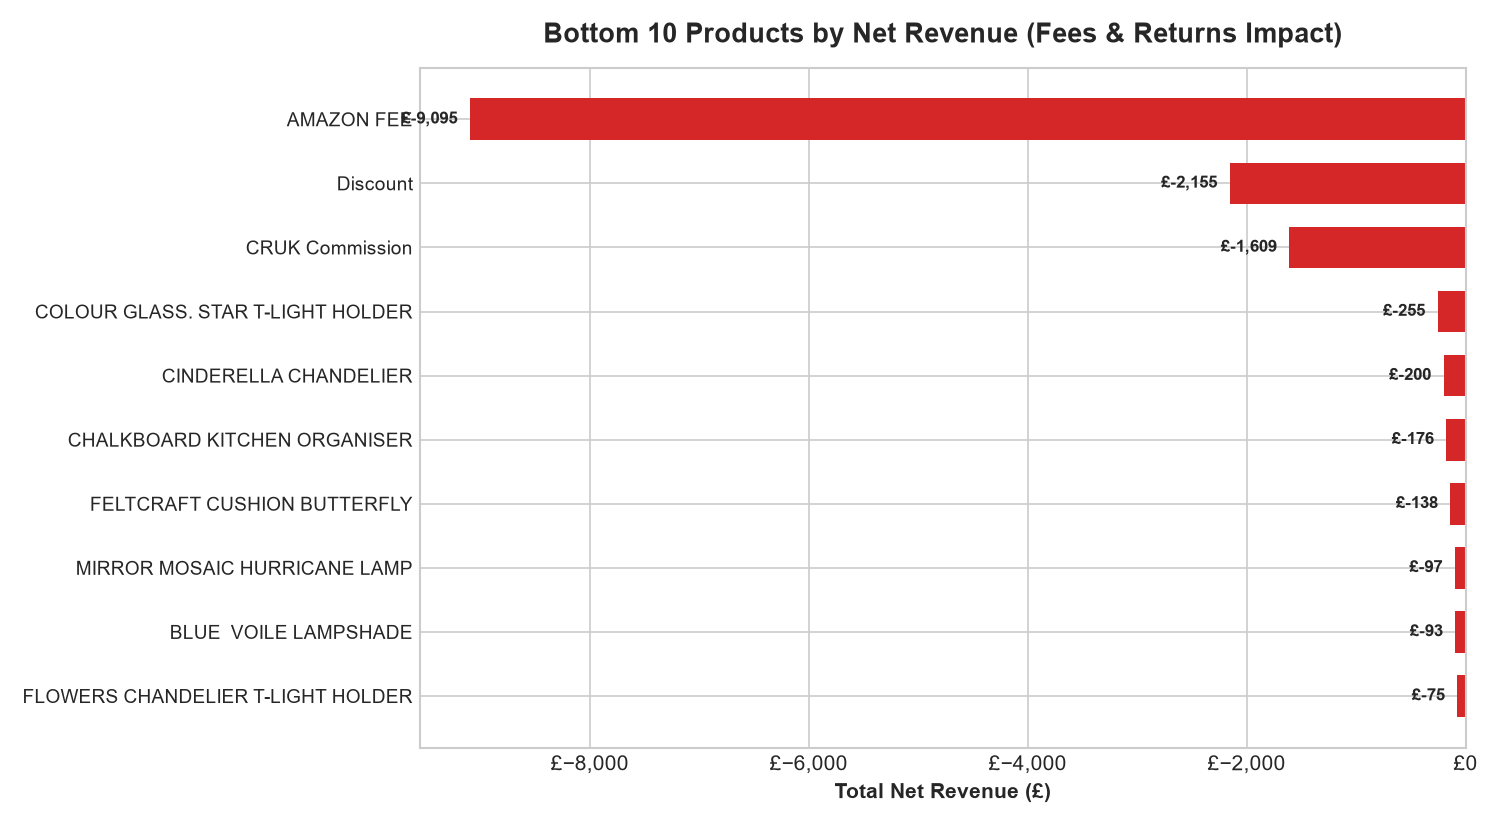 Bottom 10 Products by Net Revenue (Fees & Returns Impact)
AMAZON FEE £-9,095
Discount £-2,155
CRUK Commission £-1,609
COLOUR GLASS. STAR T-LIGHT HOLDER £-255
CINDERELLA CHANDELIER £-200
CHALKBOARD KITCHEN ORGANISER £-176
FELTCRAFT CUSHION BUTTERFLY £-138
MIRROR MOSAIC HURRICANE LAMP £-97
BLUE  VOILE LAMPSHADE £-93
FLOWERS CHANDELIER T-LIGHT HOLDER £-75
£−8,000 £−6,000 £−4,000 £−2,000 £0
Total Net Revenue (£)